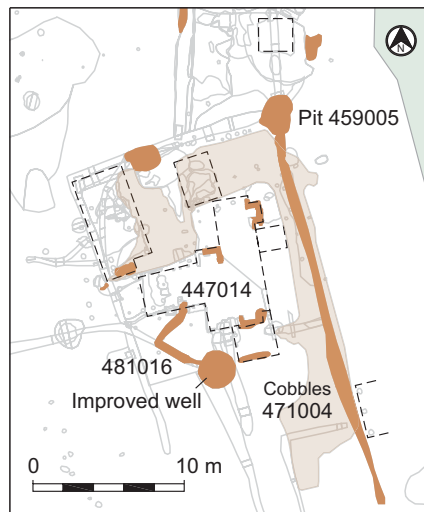 N
Pit 459005
447014
481016
Improved well
Cobbles
471004
0 10 m